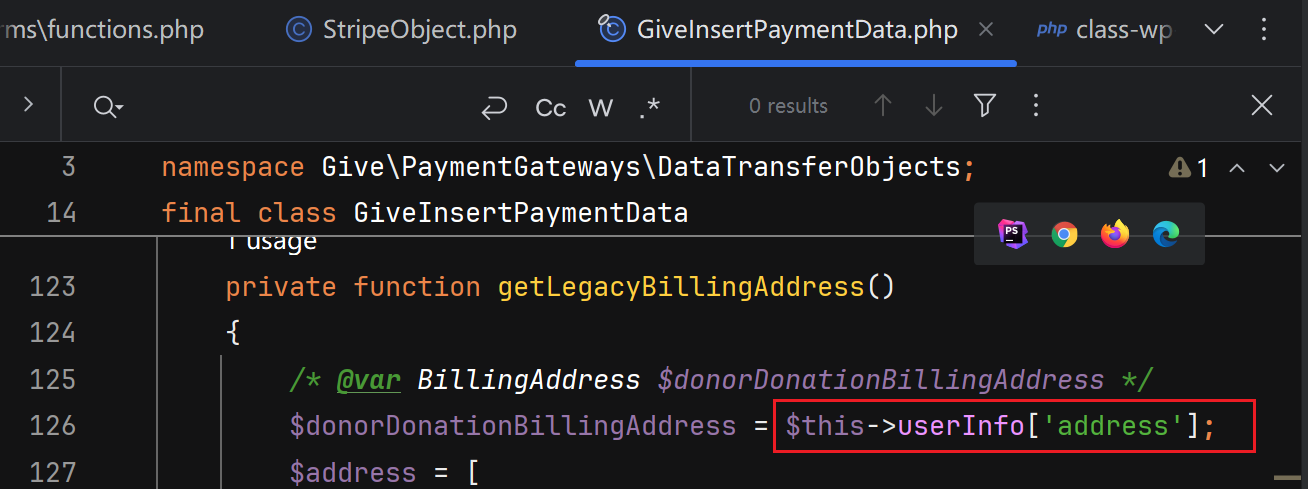 rms\functions.php StripeObject.php GiveInsertPaymentData.php php class-wp
Cc W .* 0 results
3 namespace Give\PaymentGateways\DataTransferObjects; 1
14 final class GiveInsertPaymentData
PS
1 usage
123 private function getLegacyBillingAddress()
124 {
125 /* @var BillingAddress $donorDonationBillingAddress */
126 $donorDonationBillingAddress = $this->userInfo['address'];
127 $address = [